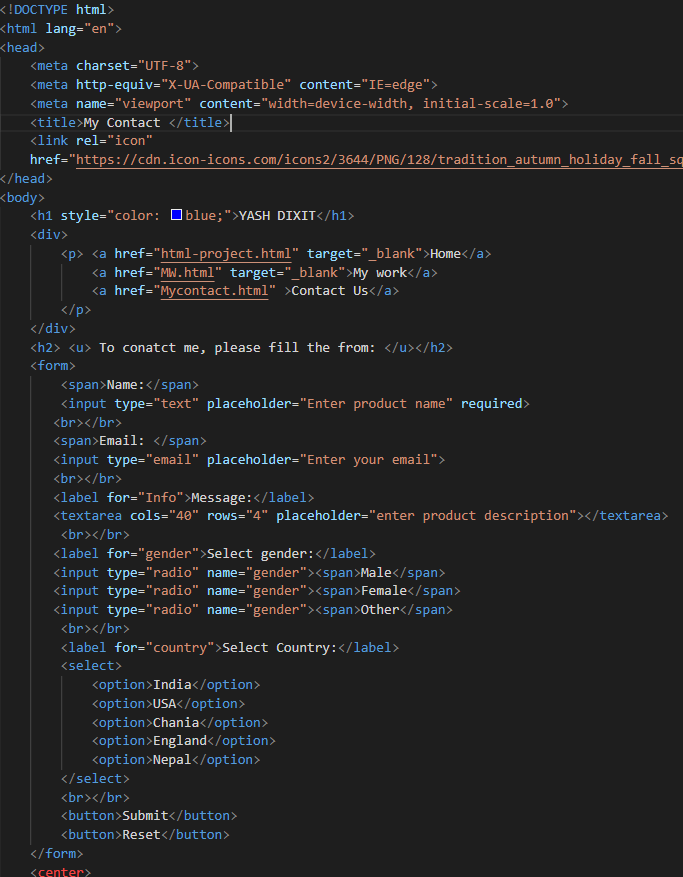 <!DOCTYPE html>
<html lang="en">
<head>
    <meta charset="UTF-8">
    <meta http-equiv="X-UA-Compatible" content="IE=edge">
    <meta name="viewport" content="width=device-width, initial-scale=1.0">
    <title>My Contact </title>
    <link rel="icon"
    href="https://cdn.icon-icons.com/icons2/3644/PNG/128/tradition_autumn_holiday_fall_sq
</head>
<body>
    <h1 style="color: blue;">YASH DIXIT</h1>
    <div>
        <p> <a href="html-project.html" target="_blank">Home</a>
            <a href="MW.html" target="_blank">My work</a>
            <a href="Mycontact.html" >Contact Us</a>
        </p>
    </div>
    <h2> <u> To conatct me, please fill the from: </u></h2>
    <form>
        <span>Name:</span>
        <input type="text" placeholder="Enter product name" required>
       <br></br>
       <span>Email: </span>
       <input type="email" placeholder="Enter your email">
       <br></br>
       <label for="Info">Message:</label>
       <textarea cols="40" rows="4" placeholder="enter product description"></textarea>
        <br></br>
       <label for="gender">Select gender:</label>
       <input type="radio" name="gender"><span>Male</span>
       <input type="radio" name="gender"><span>Female</span>
       <input type="radio" name="gender"><span>Other</span>
        <br></br>
        <label for="country">Select Country:</label>
        <select>
            <option>India</option>
            <option>USA</option>
            <option>Chania</option>
            <option>England</option>
            <option>Nepal</option>
        </select>
        <br></br>
        <button>Submit</button>
        <button>Reset</button>
    </form>
    <center>